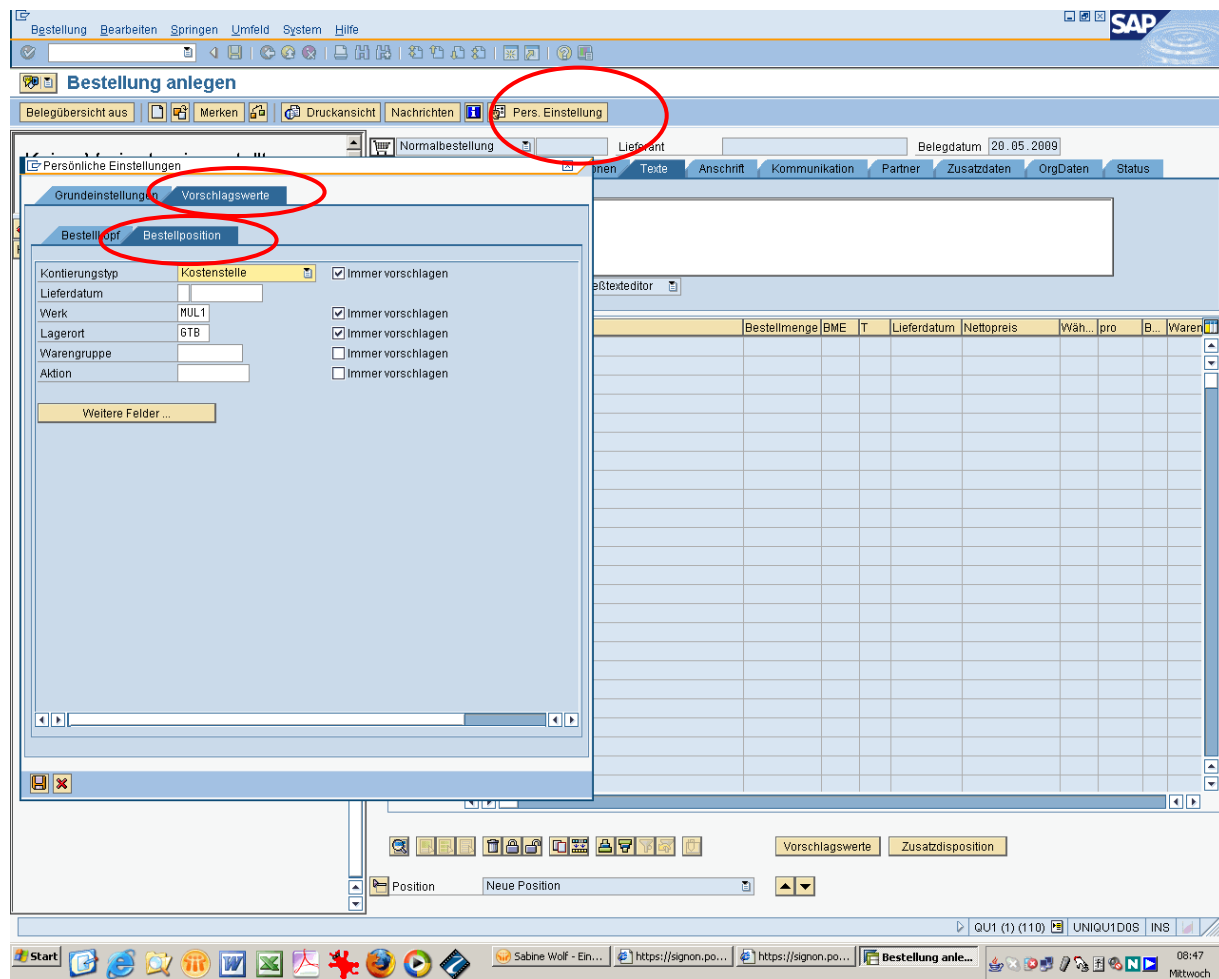 Bestellung Bearbeiten Springen Umfeld System Hilfe
SAP
Bestellung anlegen
Belegübersicht aus Merken Druckansicht Nachrichten Pers. Einstellung
Normalbestellung Lieferant Belegdatum 20.05.2009
Persönliche Einstellungen
Texte Anschrift Kommunikation Partner Zusatzdaten OrgDaten Status
Grundeinstellungen Vorschlagswerte
Bestellkopf Bestellposition
Kontierungstyp Kostenstelle Immer vorschlagen
Lieferdatum
Werk MUL1 Immer vorschlagen
Lagerort GTB Immer vorschlagen
Warengruppe Immer vorschlagen
Aktion Immer vorschlagen
Weitere Felder ...
eßtexteditor
Bestellmenge BME T Lieferdatum Nettopreis Wäh... pro B... Waren
Vorschlagswerte Zusatzdisposition
Position Neue Position
QU1 (1) (110) UNIQU1D0S INS
Start Sabine Wolf - Ein... https://signon.po... https://signon.po... Bestellung anle... 08:47
Mittwoch